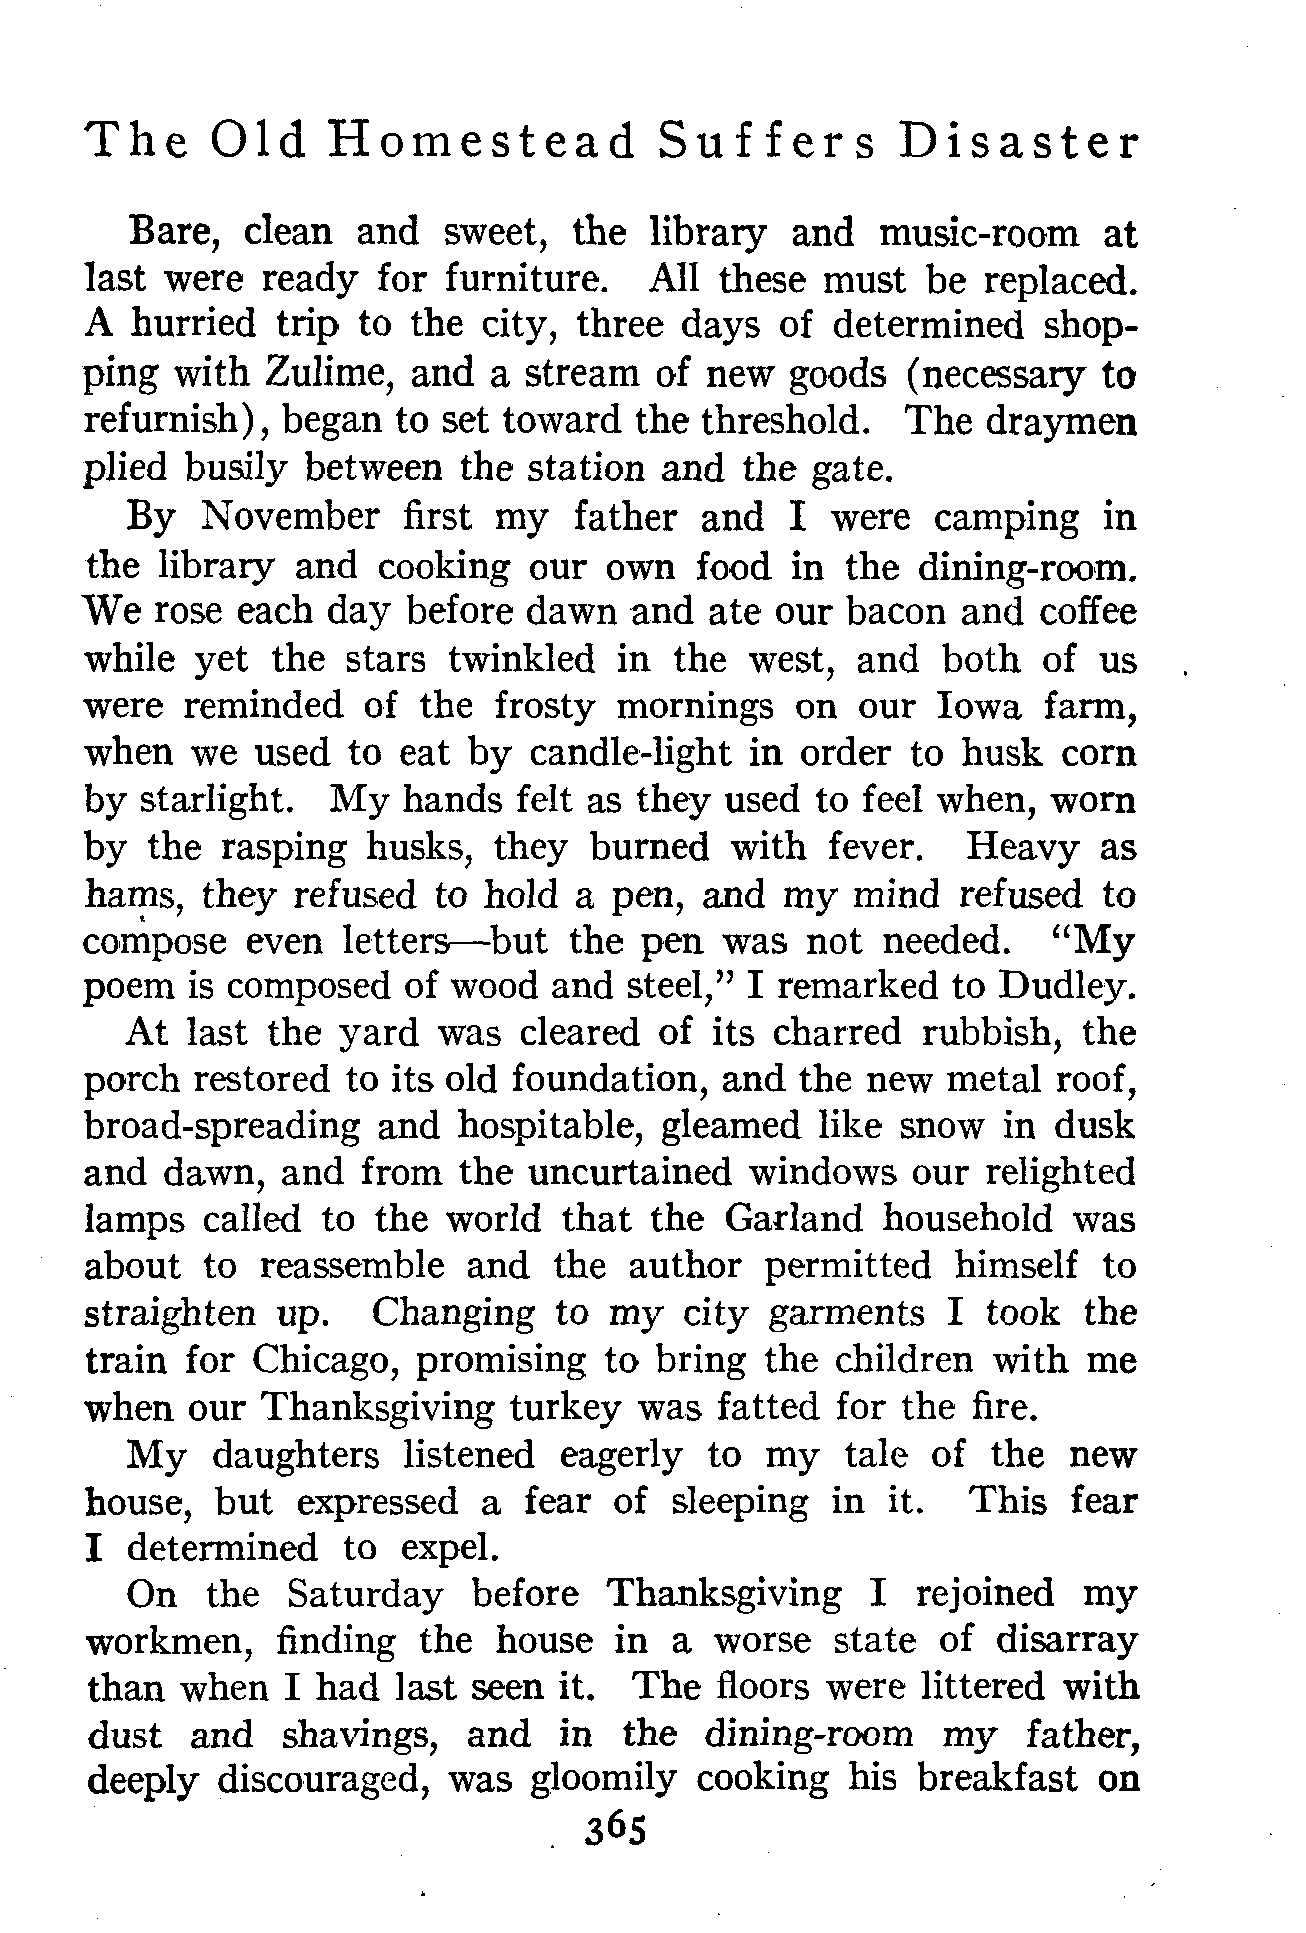 The Old Homestead Suffers Disaster
Bare, clean and sweet, the library and music-room at
last were ready for furniture. All these must be replaced.
A hurried trip to the city, three days of determined shop-
ping with Zulime, and a stream of new goods (necessary to
refurnish), began to set toward the threshold. The draymen
plied busily between the station and the gate.
By November first my father and I were camping in
the library and cooking our own food in the dining-room.
We rose each day before dawn and ate our bacon and coffee
while yet the stars twinkled in the west, and both of us
were reminded of the frosty mornings on our Iowa farm,
when we used to eat by candle-light in order to husk corn
by starlight. My hands felt as they used to feel when, worn
by the rasping husks, they burned with fever. Heavy as
hams, they refused to hold a pen, and my mind refused to
compose even letters—but the pen was not needed. “My
poem is composed of wood and steel,” I remarked to Dudley.
At last the yard was cleared of its charred rubbish, the
porch restored to its old foundation, and the new metal roof,
broad-spreading and hospitable, gleamed like snow in dusk
and dawn, and from the uncurtained windows our relighted
lamps called to the world that the Garland household was
about to reassemble and the author permitted himself to
straighten up. Changing to my city garments I took the
train for Chicago, promising to bring the children with me
when our Thanksgiving turkey was fatted for the fire.
My daughters listened eagerly to my tale of the new
house, but expressed a fear of sleeping in it. This fear
I determined to expel.
On the Saturday before Thanksgiving I rejoined my
workmen, finding the house in a worse state of disarray
than when I had last seen it. The floors were littered with
dust and shavings, and in the dining-room my father,
deeply discouraged, was gloomily cooking his breakfast on
365